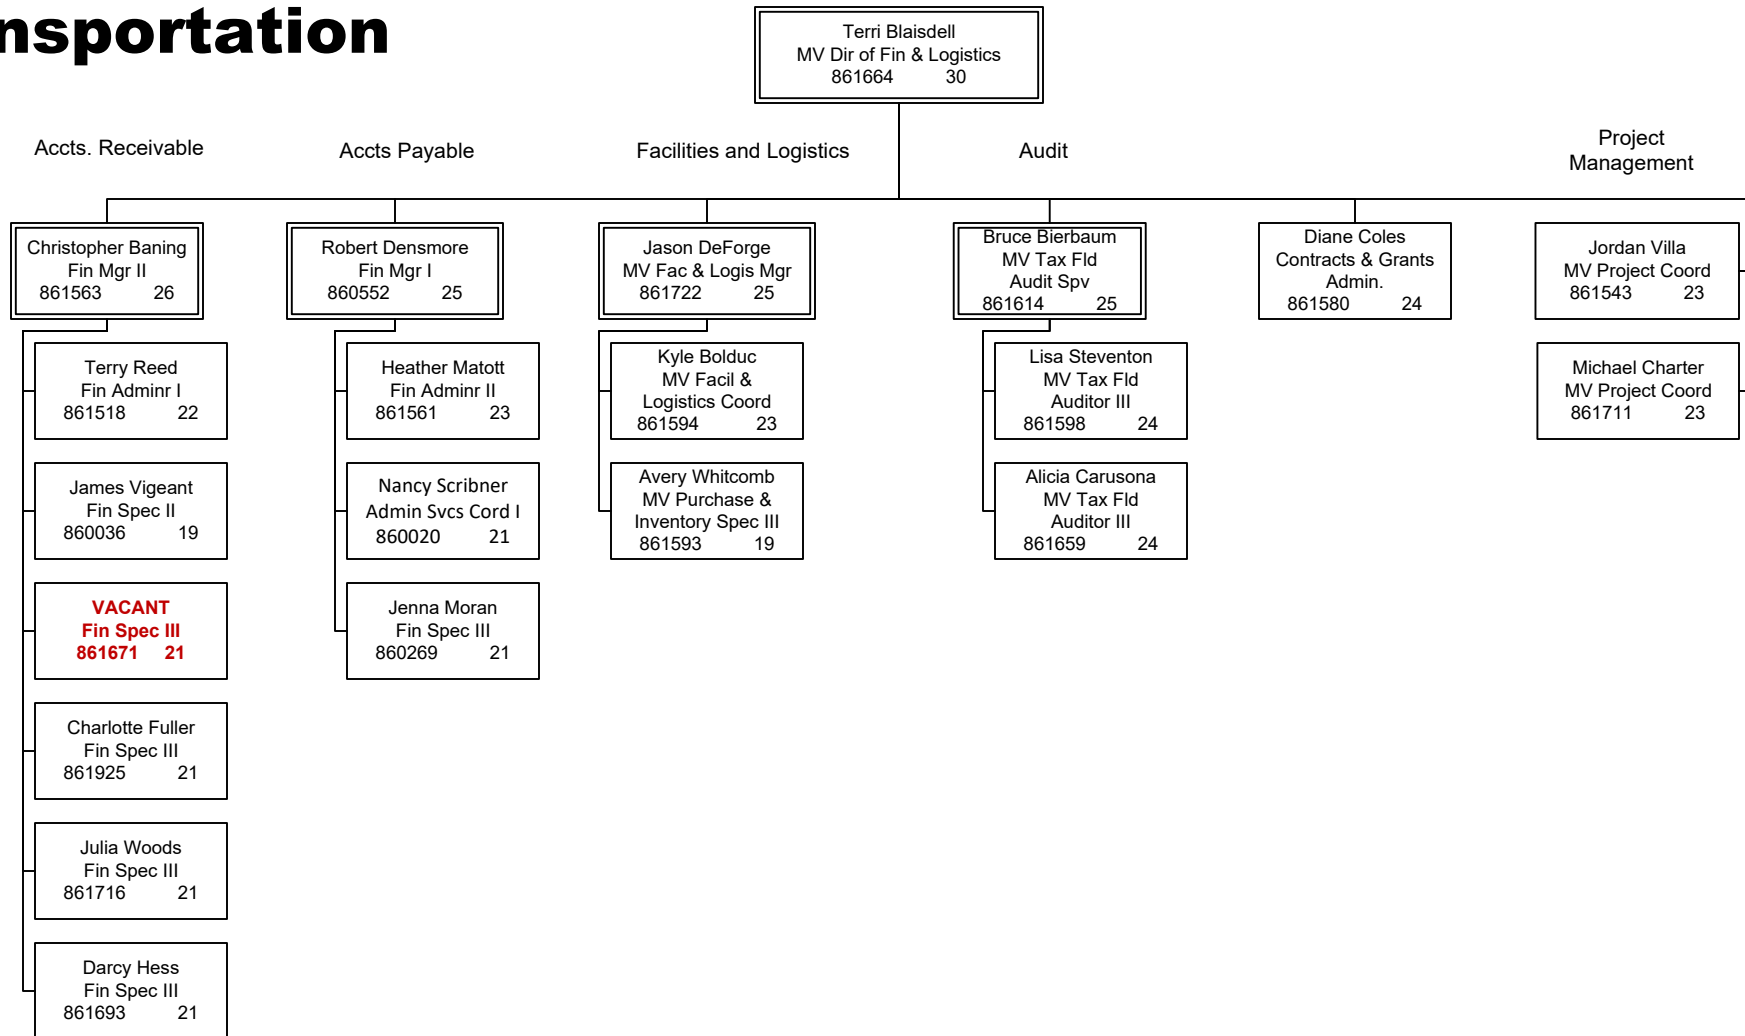 nsportation
Terri Blaisdell
MV Dir of Fin & Logistics
861664 30
Accts. Receivable
Accts Payable
Facilities and Logistics
Audit
Project
Management
Christopher Baning
Fin Mgr II
861563 26
Robert Densmore
Fin Mgr I
860552 25
Jason DeForge
MV Fac & Logis Mgr
861722 25
Bruce Bierbaum
MV Tax Fld
Audit Spv
861614 25
Diane Coles
Contracts & Grants
Admin.
861580 24
Jordan Villa
MV Project Coord
861543 23
Terry Reed
Fin Adminr I
861518 22
Heather Matott
Fin Adminr II
861561 23
Kyle Bolduc
MV Facil &
Logistics Coord
861594 23
Lisa Steventon
MV Tax Fld
Auditor III
861598 24
Michael Charter
MV Project Coord
861711 23
James Vigeant
Fin Spec II
860036 19
Nancy Scribner
Admin Svcs Cord I
860020 21
Avery Whitcomb
MV Purchase &
Inventory Spec III
861593 19
Alicia Carusona
MV Tax Fld
Auditor III
861659 24
VACANT
Fin Spec III
861671 21
Jenna Moran
Fin Spec III
860269 21
Charlotte Fuller
Fin Spec III
861925 21
Julia Woods
Fin Spec III
861716 21
Darcy Hess
Fin Spec III
861693 21